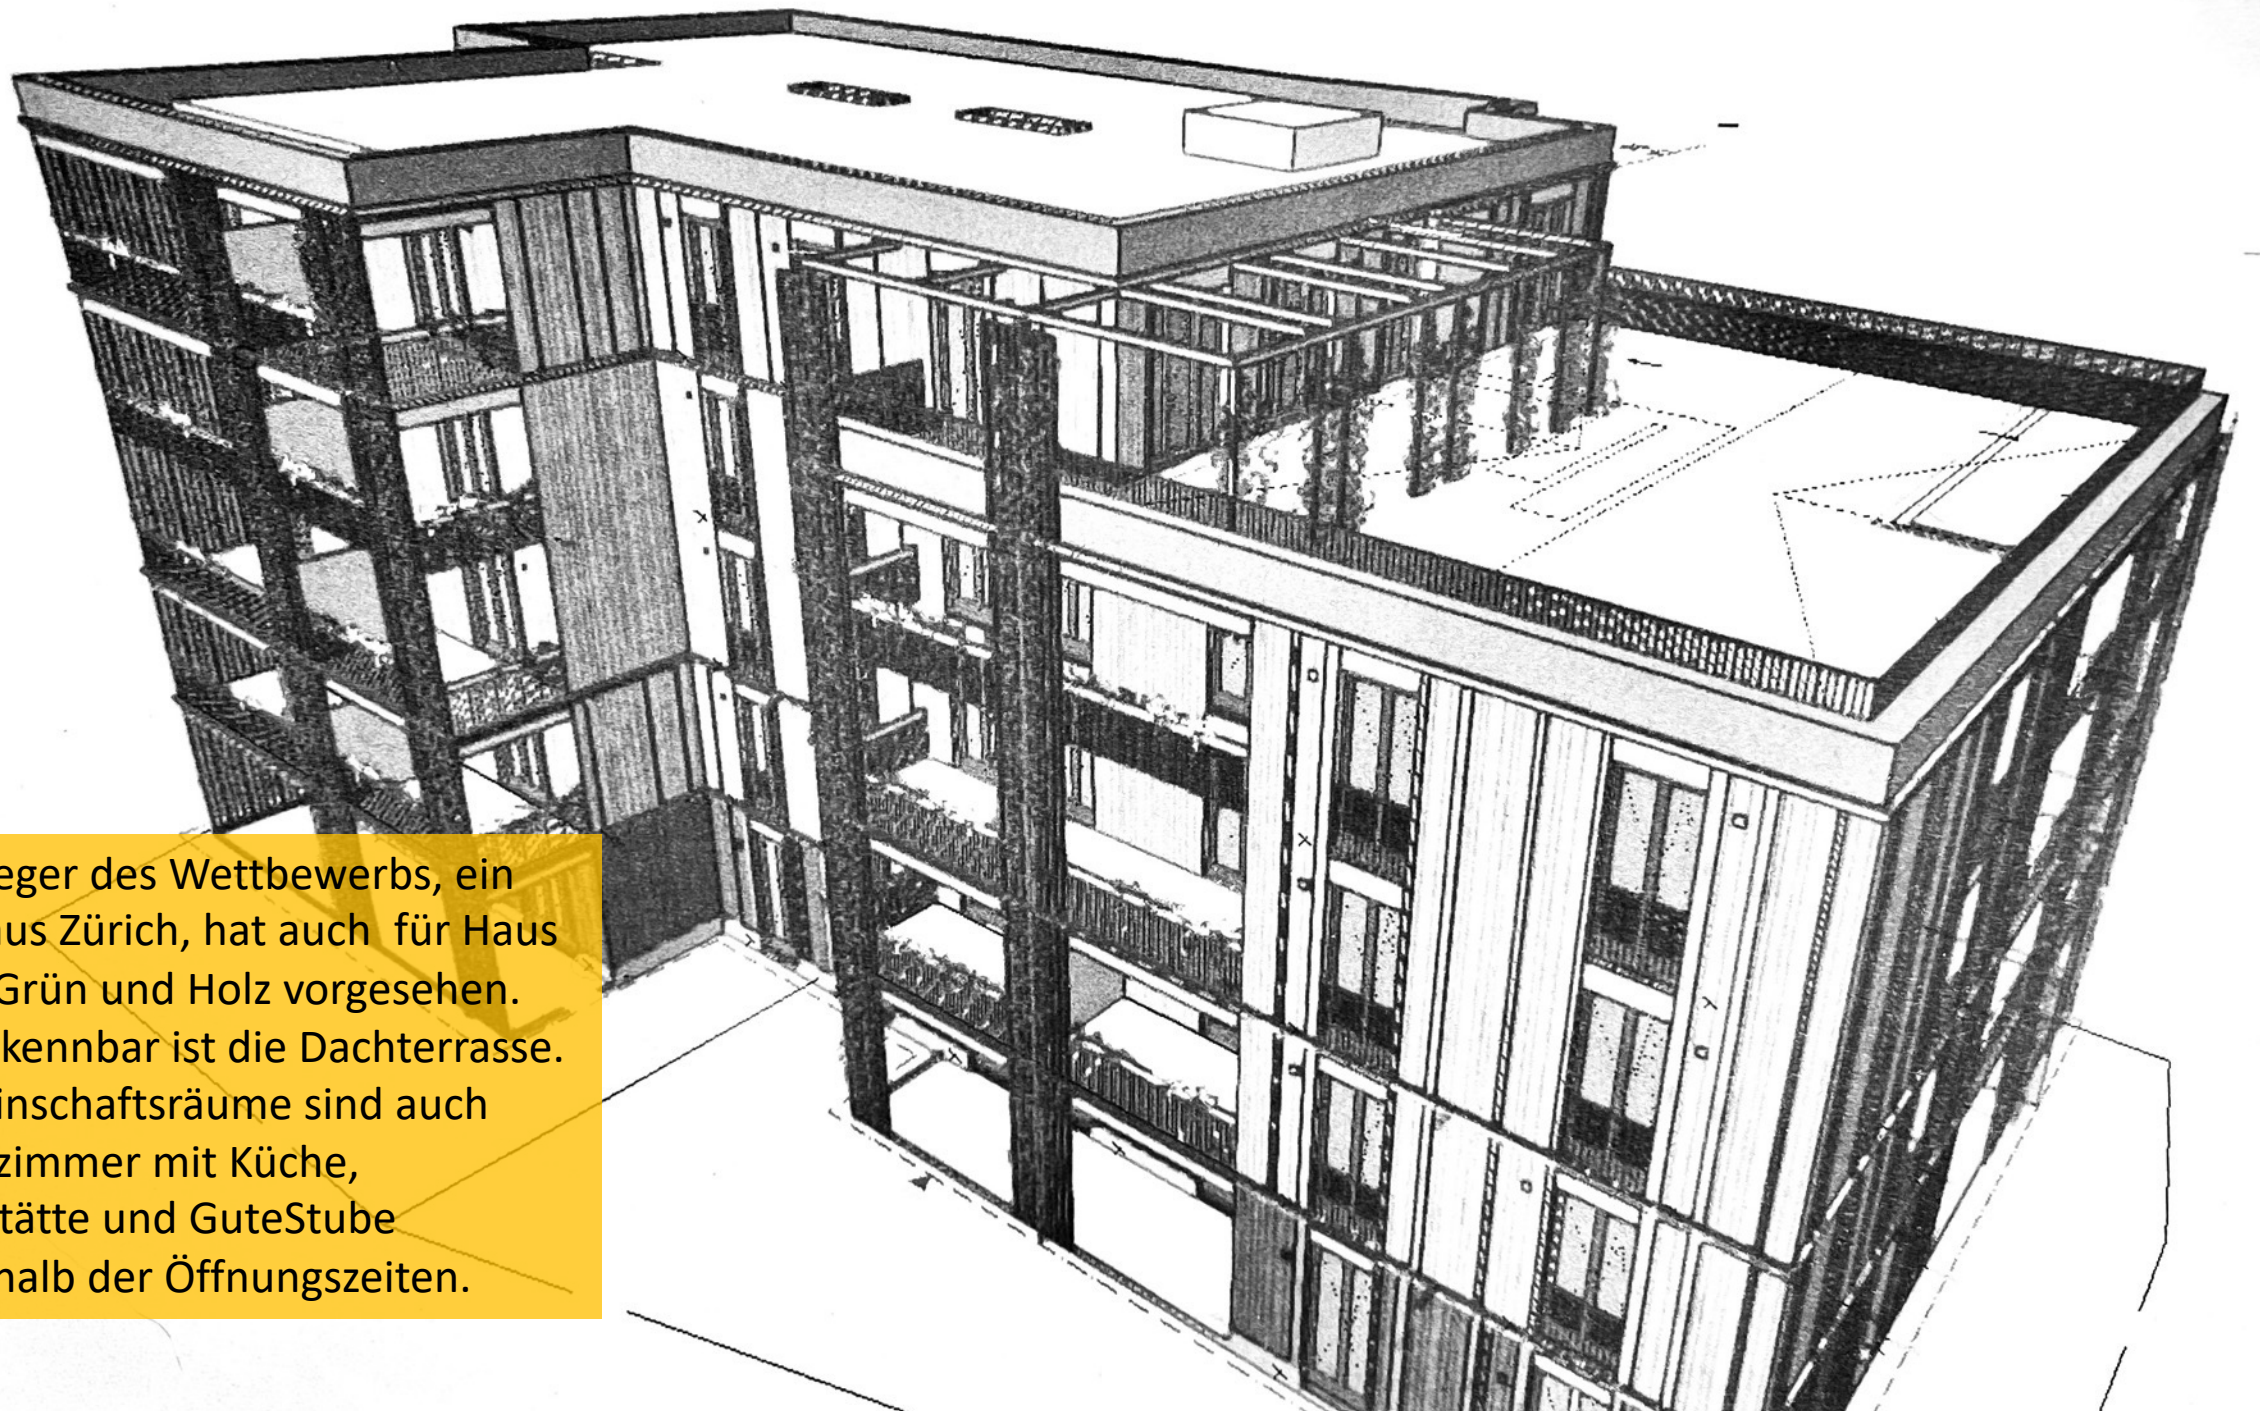 eger des Wettbewerbs, ein
aus Zürich, hat auch  für Haus
Grün und Holz vorgesehen.
kennbar ist die Dachterrasse.
inschaftsräume sind auch
zimmer mit Küche,
tätte und GuteStube
halb der Öffnungszeiten.